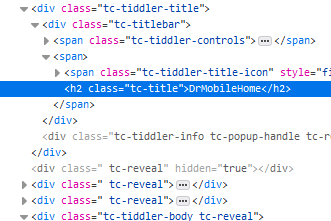 <div class="tc-tiddler-title">
<div class="tc-titlebar">
<span class="tc-tiddler-controls"> ... </span>
<span>
<span class="tc-tiddler-title-icon" style="fi
<h2 class="tc-title">DrMobileHome</h2>
</span>
</div>
<div class="tc-tiddler-info tc-popup-handle tc-re
</div>
<div class=" tc-reveal" hidden="true"></div>
<div class=" tc-reveal"> ... </div>
<div class=" tc-reveal"> ... </div>
<div class="tc-tiddler-body tc-reveal">